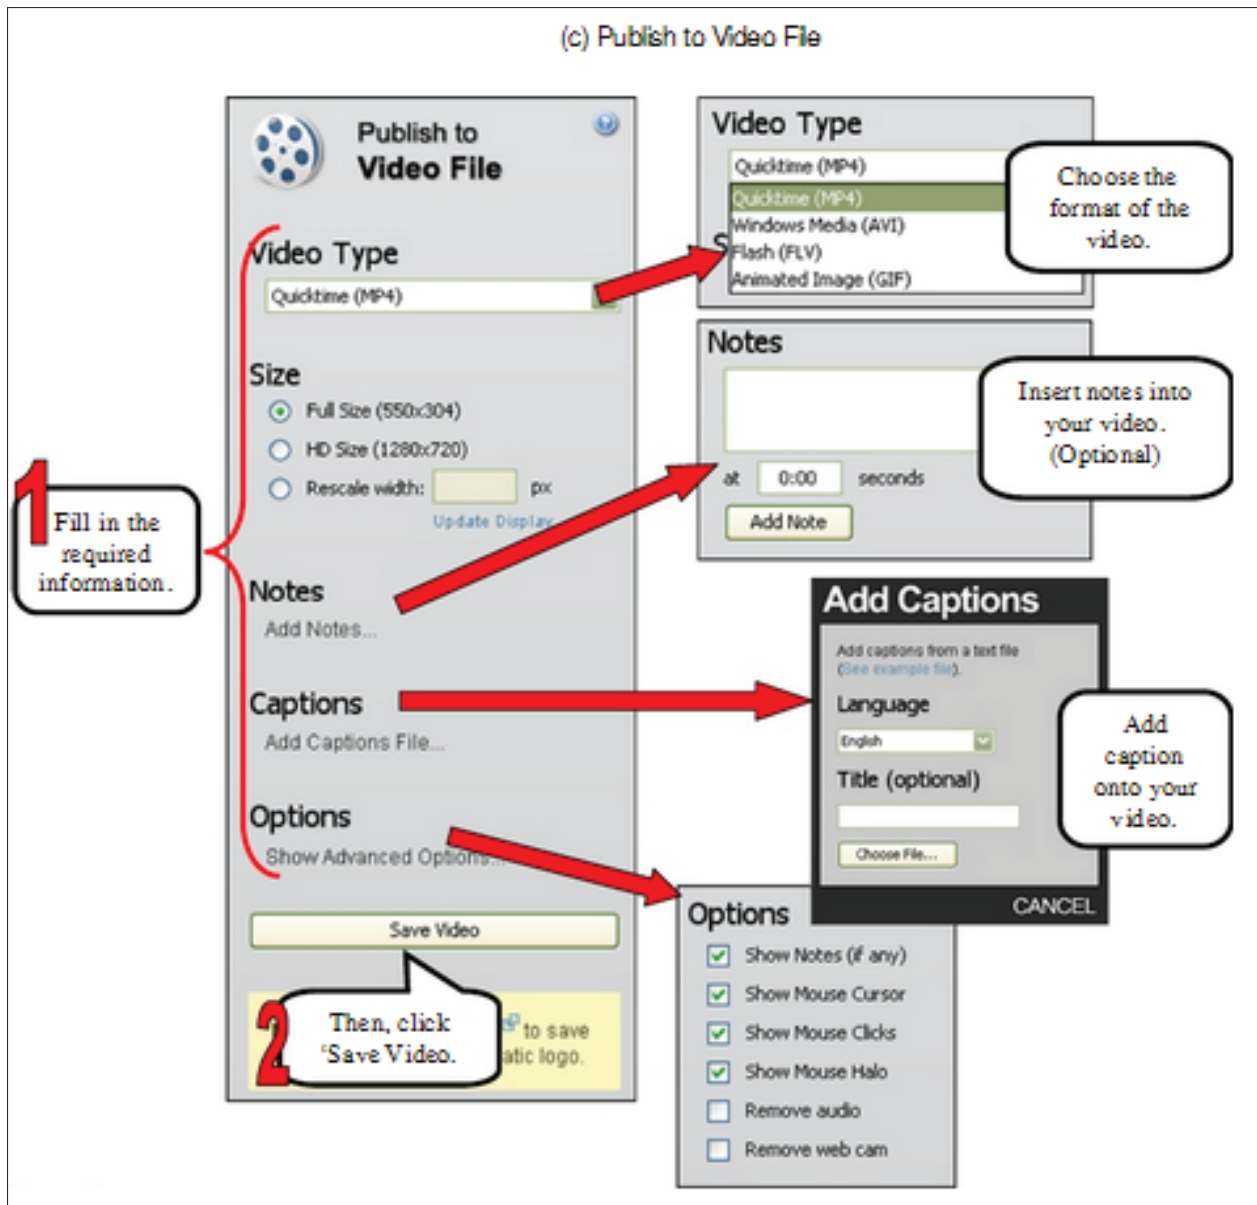 (c) Publish to Video File
Publish to
Video File
Video Type
Quicktime (MP4)
Size
Full Size (550x304)
HD Size (1280x720)
Rescale width:
px
Update Display
Notes
Add Notes...
Captions
Add Captions File...
Options
Show Advanced Options...
Save Video
to save
atic logo.
1
Fill in the
required
information.
2
Then, click
‘Save Video.
Video Type
Quicktime (MP4)
Quicktime (MP4)
Windows Media (AVI)
Flash (FLV)
Animated Image (GIF)
Choose the
format of the
video.
Notes
at 0:00 seconds
Add Note
Insert notes into
your video.
(Optional)
Add Captions
Add captions from a text file
(See example file).
Language
English
Title (optional)
Choose File...
CANCEL
Add
caption
onto your
video.
Options
Show Notes (if any)
Show Mouse Cursor
Show Mouse Clicks
Show Mouse Halo
Remove audio
Remove web cam